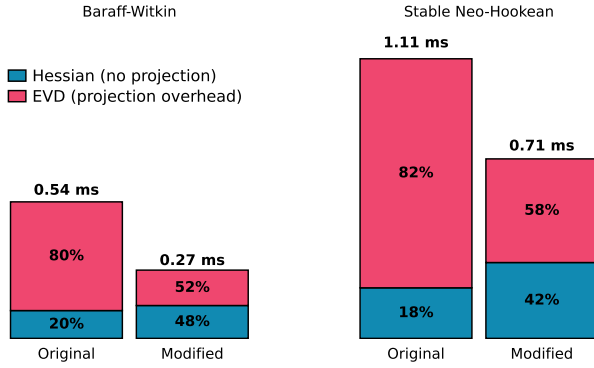 Baraff-Witkin
Stable Neo-Hookean
Hessian (no projection)
EVD (projection overhead)
0.54 ms
80%
20%
Original
0.27 ms
52%
48%
Modified
1.11 ms
82%
18%
Original
0.71 ms
58%
42%
Modified